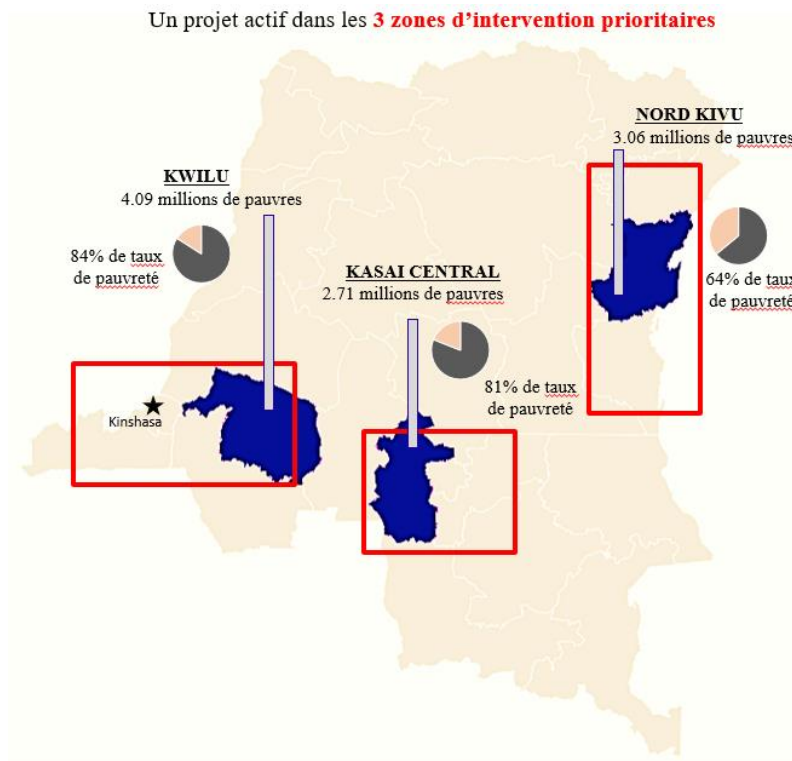 Un projet actif dans les 3 zones d’intervention prioritaires
NORD KIVU
3.06 millions de pauvres
KWILU
4.09 millions de pauvres
84% de taux
de pauvreté
KASAI CENTRAL
2.71 millions de pauvres
64% de taux
de pauvreté
81% de taux
de pauvreté
Kinshasa